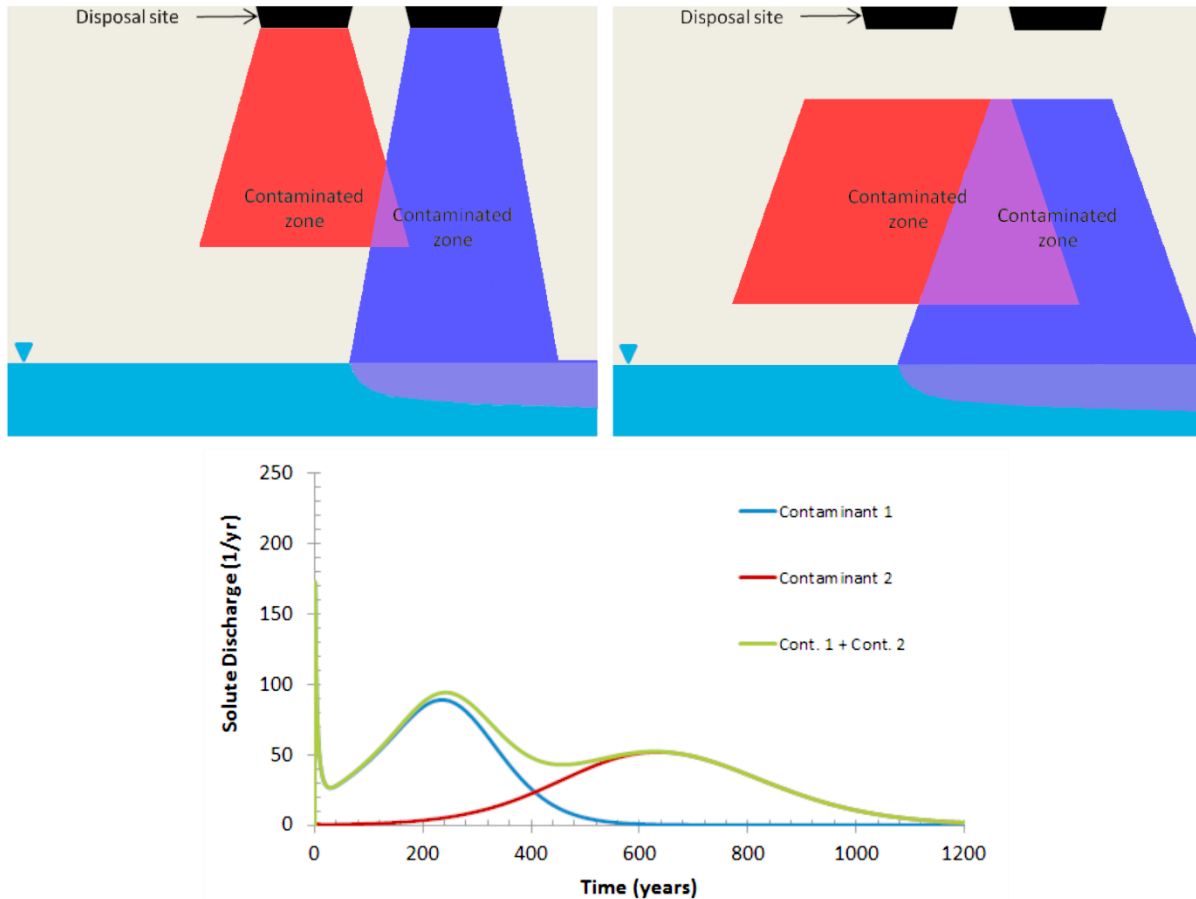 Disposal site
Contaminated
zone
Contaminated
zone
Disposal site
Contaminated
zone
Contaminated
zone
250
200
150
100
50
0
Solute Discharge (1/yr)
Contaminant 1
Contaminant 2
Cont. 1 + Cont. 2
0 200 400 600 800 1000 1200
Time (years)